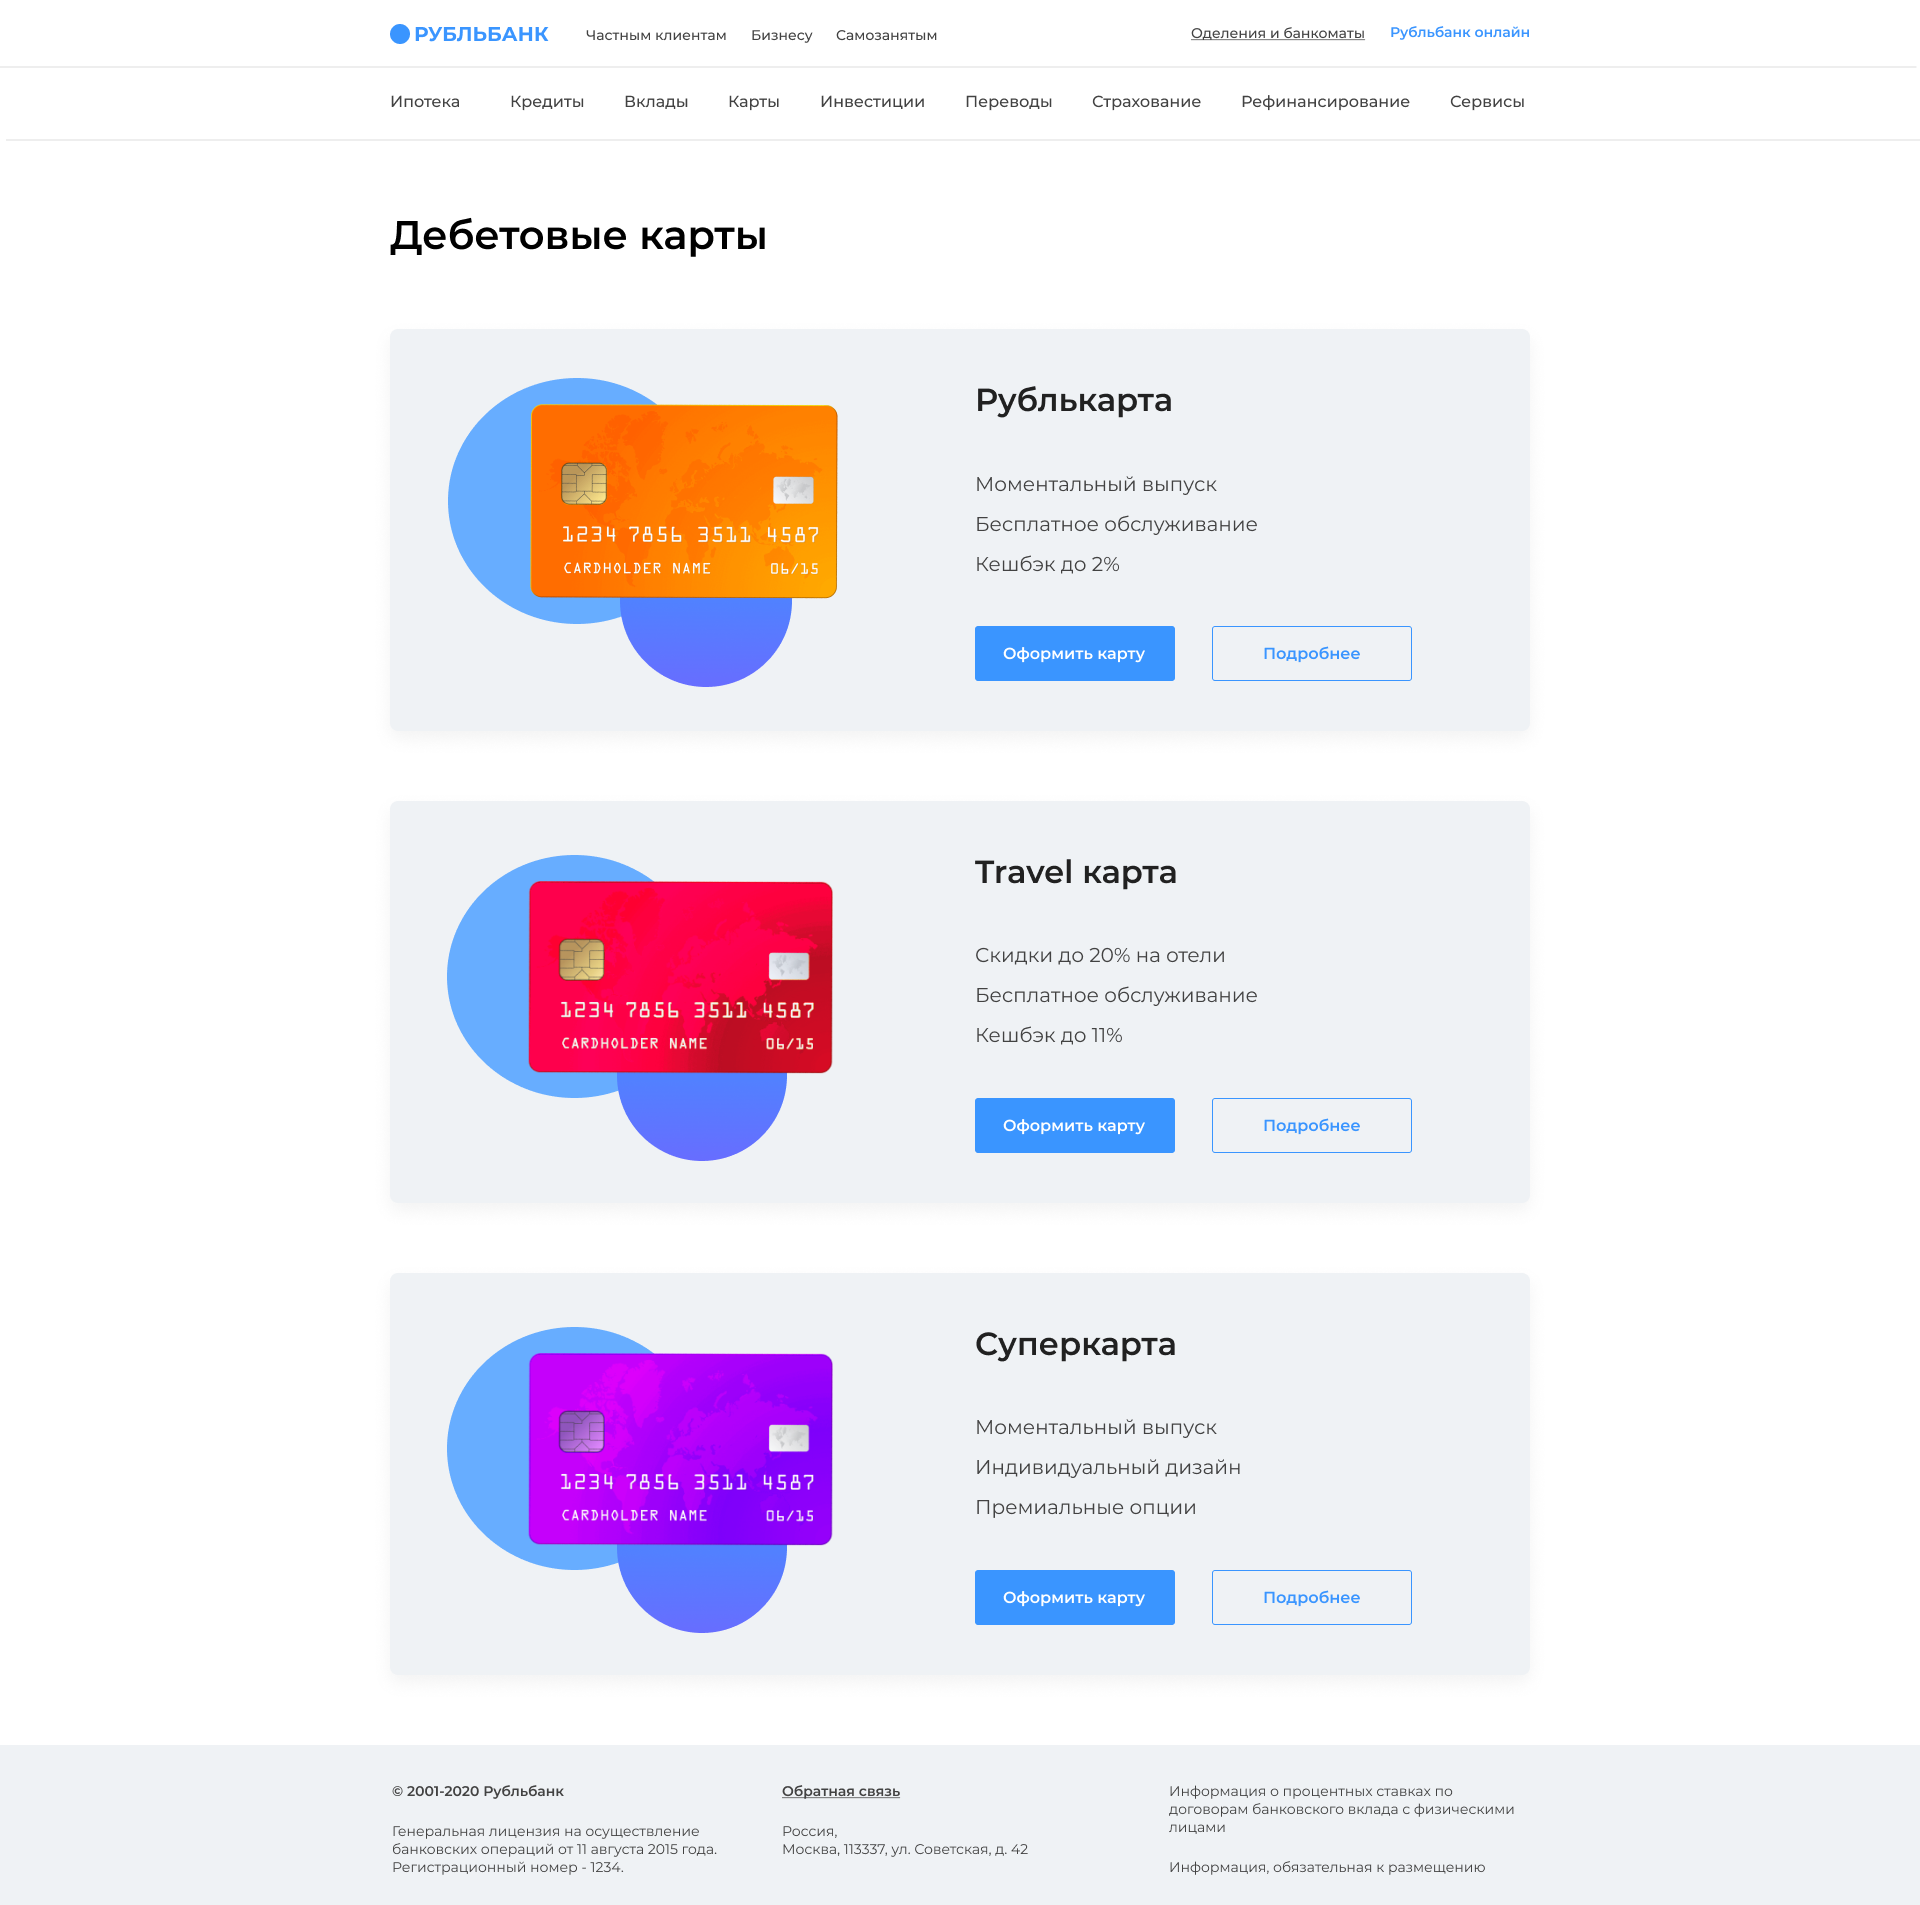 РУБЛЬБАНК Частным клиентам Бизнесу Самозанятым Оделения и банкоматы Рубльбанк онлайн
Ипотека Кредиты Вклады Карты Инвестиции Переводы Страхование Рефинансирование Сервисы
Дебетовые карты
1234 7856 3511 4587
CARDHOLDER NAME 06/15
Рублькарта
Моментальный выпуск
Бесплатное обслуживание
Кешбэк до 2%
Оформить карту Подробнее
1234 7856 3511 4587
CARDHOLDER NAME 06/15
Travel карта
Скидки до 20% на отели
Бесплатное обслуживание
Кешбэк до 11%
Оформить карту Подробнее
1234 7856 3511 4587
CARDHOLDER NAME 06/15
Суперкарта
Моментальный выпуск
Индивидуальный дизайн
Премиальные опции
Оформить карту Подробнее
© 2001-2020 Рубльбанк
Генеральная лицензия на осуществление
банковских операций от 11 августа 2015 года.
Регистрационный номер - 1234.
Обратная связь
Россия,
Москва, 113337, ул. Советская, д. 42
Информация о процентных ставках по
договорам банковского вклада с физическими
лицами
Информация, обязательная к размещению